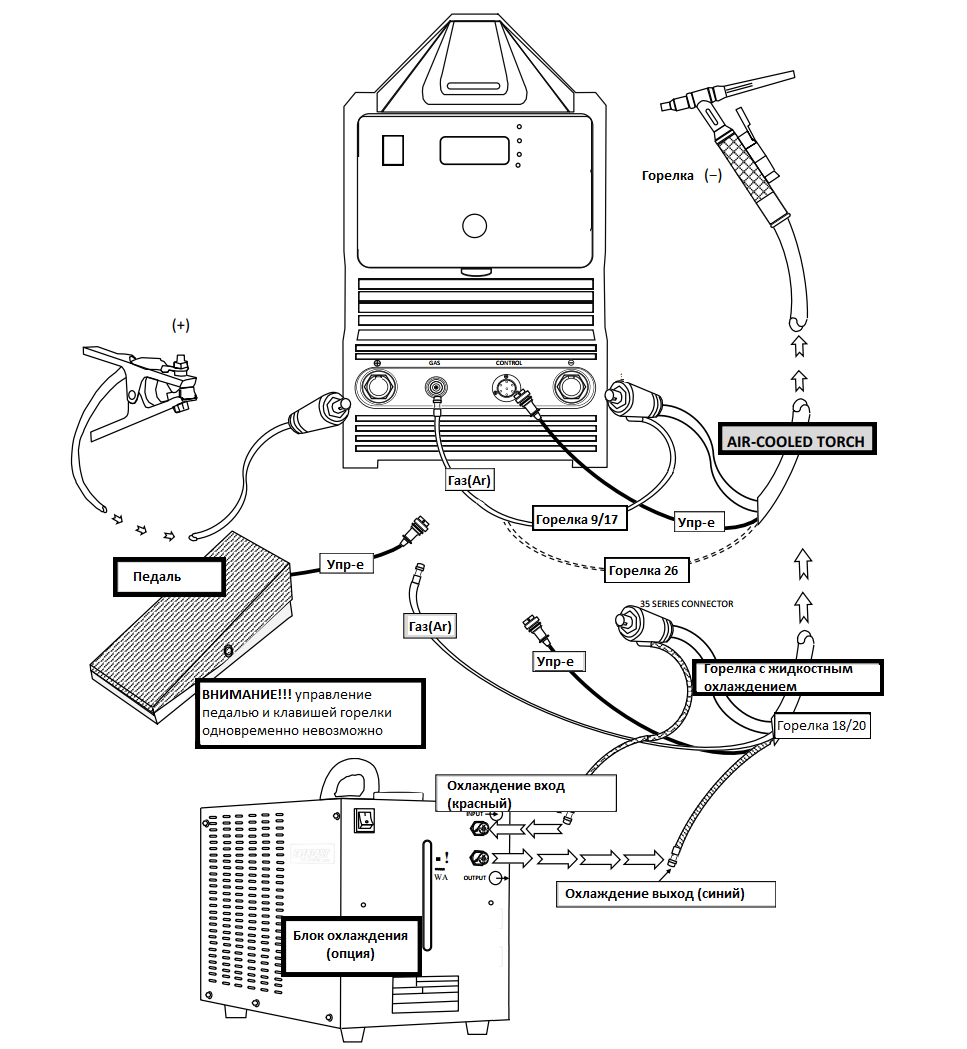 Горелка (−)
(+)
⊕
GAS
CONTROL
⊖
AIR-COOLED TORCH
Газ(Ar)
Горелка 9/17
Упр-е
Упр-е
Горелка 26
Педаль
35 SERIES CONNECTOR
Газ(Ar)
Упр-е
Горелка с жидкостным
охлаждением
ВНИМАНИЕ!!! управление
педалью и клавишей горелки
одновременно невозможно
Горелка 18/20
Охлаждение вход
(красный)
INPUT
WA
OUTPUT
Охлаждение выход (синий)
Блок охлаждения
(опция)